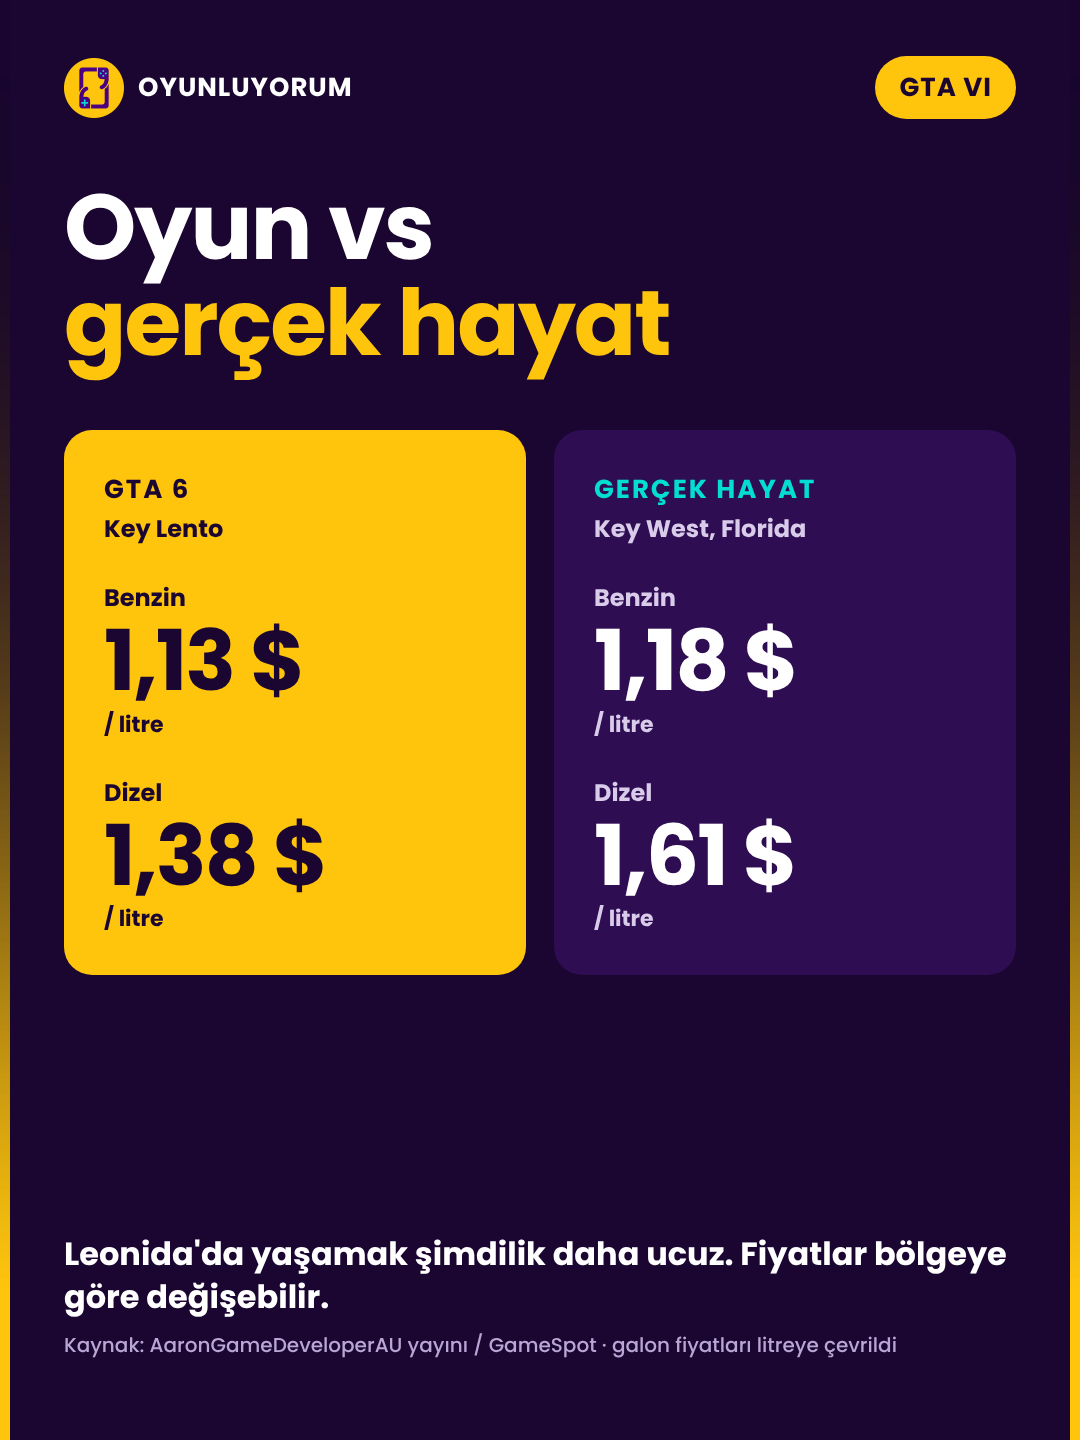 OYUNLUYORUM
GTA VI
Oyun vs
gerçek hayat
GTA 6
Key Lento
Benzin
1,13 $
/ litre
Dizel
1,38 $
/ litre
GERÇEK HAYAT
Key West, Florida
Benzin
1,18 $
/ litre
Dizel
1,61 $
/ litre
Leonida'da yaşamak şimdilik daha ucuz. Fiyatlar bölgeye
göre değişebilir.
Kaynak: AaronGameDeveloperAU yayını / GameSpot · galon fiyatları litreye çevrildi